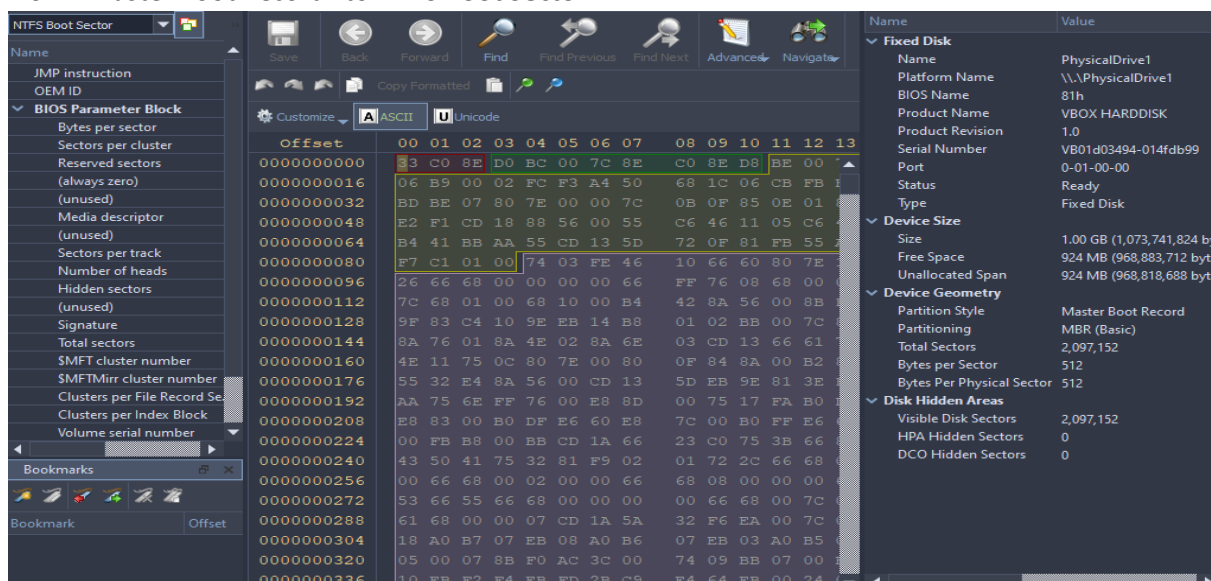 NTFS Boot Sector
Name
JMP instruction
OEM ID
BIOS Parameter Block
Bytes per sector
Sectors per cluster
Reserved sectors
(always zero)
(unused)
Media descriptor
(unused)
Sectors per track
Number of heads
Hidden sectors
(unused)
Signature
Total sectors
$MFT cluster number
$MFTMirr cluster number
Clusters per File Record Se
Clusters per Index Block
Volume serial number
Bookmarks
Bookmark Offset
Save Back Forward Find Find Previous Find Next Advanced Navigate
Copy Formatted
Customize A ASCII U Unicode
Offset 00 01 02 03 04 05 06 07 08 09 10 11 12 13
0000000000 33 C0 8E D0 BC 00 7C 8E C0 8E D8 BE 00
0000000016 06 B9 00 02 FC F3 A4 50 68 1C 06 CB FB
0000000032 BD BE 07 80 7E 00 00 7C 0B 0F 85 0E 01
0000000048 E2 F1 CD 18 88 56 00 55 C6 46 11 05 C6
0000000064 B4 41 BB AA 55 CD 13 5D 72 0F 81 FB 55
0000000080 F7 C1 01 00 74 03 FE 46 10 66 60 80 7E
0000000096 26 66 68 00 00 00 00 66 FF 76 08 68 00
0000000112 7C 68 01 00 68 10 00 B4 42 8A 56 00 8B
0000000128 9F 83 C4 10 9E EB 14 B8 01 02 BB 00 7C
0000000144 8A 76 01 8A 4E 02 8A 6E 03 CD 13 66 61
0000000160 4E 11 75 0C 80 7E 00 80 0F 84 8A 00 B2
0000000176 55 32 E4 8A 56 00 CD 13 5D EB 9E 81 3E
0000000192 AA 75 6E FF 76 00 E8 8D 00 75 17 FA B0
0000000208 E8 83 00 B0 DF E6 60 E8 7C 00 B0 FF E6
0000000224 00 FB B8 00 BB CD 1A 66 23 C0 75 3B 66
0000000240 43 50 41 75 32 81 F9 02 01 72 2C 66 68
0000000256 00 66 68 00 02 00 00 66 68 08 00 00 00
0000000272 53 66 55 66 68 00 00 00 00 66 68 00 7C
0000000288 61 68 00 00 07 CD 1A 5A 32 F6 EA 00 7C
0000000304 18 A0 B7 07 EB 08 A0 B6 07 EB 03 A0 B5
0000000320 05 00 07 8B F0 AC 3C 00 74 09 BB 07 00
0000000336 10 EB F2 F4 EB FD 2B C9 E4 64 EB 00 24
Name Value
Fixed Disk
Name PhysicalDrive1
Platform Name \\.\PhysicalDrive1
BIOS Name 81h
Product Name VBOX HARDDISK
Product Revision 1.0
Serial Number VB01d03494-014fdb99
Port 0-01-00-00
Status Ready
Type Fixed Disk
Device Size
Size 1.00 GB (1,073,741,824 b
Free Space 924 MB (968,883,712 byt
Unallocated Span 924 MB (968,818,688 byt
Device Geometry
Partition Style Master Boot Record
Partitioning MBR (Basic)
Total Sectors 2,097,152
Bytes per Sector 512
Bytes Per Physical Sector 512
Disk Hidden Areas
Visible Disk Sectors 2,097,152
HPA Hidden Sectors 0
DCO Hidden Sectors 0